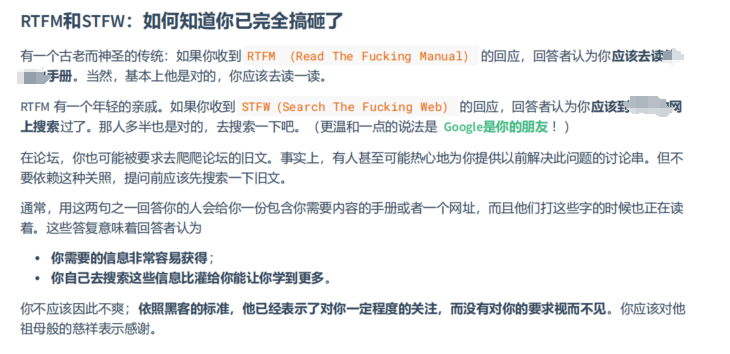 RTFM和STFW：如何知道你已完全搞砸了
有一个古老而神圣的传统：如果你收到 RTFM （Read The Fucking Manual） 的回应，回答者认为你应该去读
手册。当然，基本上他是对的，你应该去读一读。
RTFM 有一个年轻的亲戚。如果你收到 STFW（Search The Fucking Web） 的回应，回答者认为你应该到网
上搜索过了。那人多半也是对的，去搜索一下吧。（更温和一点的说法是 Google是你的朋友！）
在论坛，你也可能被要求去爬爬论坛的旧文。事实上，有人甚至可能热心地为你提供以前解决此问题的讨论串。但不
要依赖这种关照，提问前应该先搜索一下旧文。
通常，用这两句之一回答你的人会给你一份包含你需要内容的手册或者一个网址，而且他们打这些字的时候也正在读
着。这些答复意味着回答者认为
• 你需要的信息非常容易获得；
• 你自己去搜索这些信息比灌给你能让你学到更多。
你不应该因此不爽；依照黑客的标准，他已经表示了对你一定程度的关注，而没有对你的要求视而不见。你应该对他
祖母般的慈祥表示感谢。